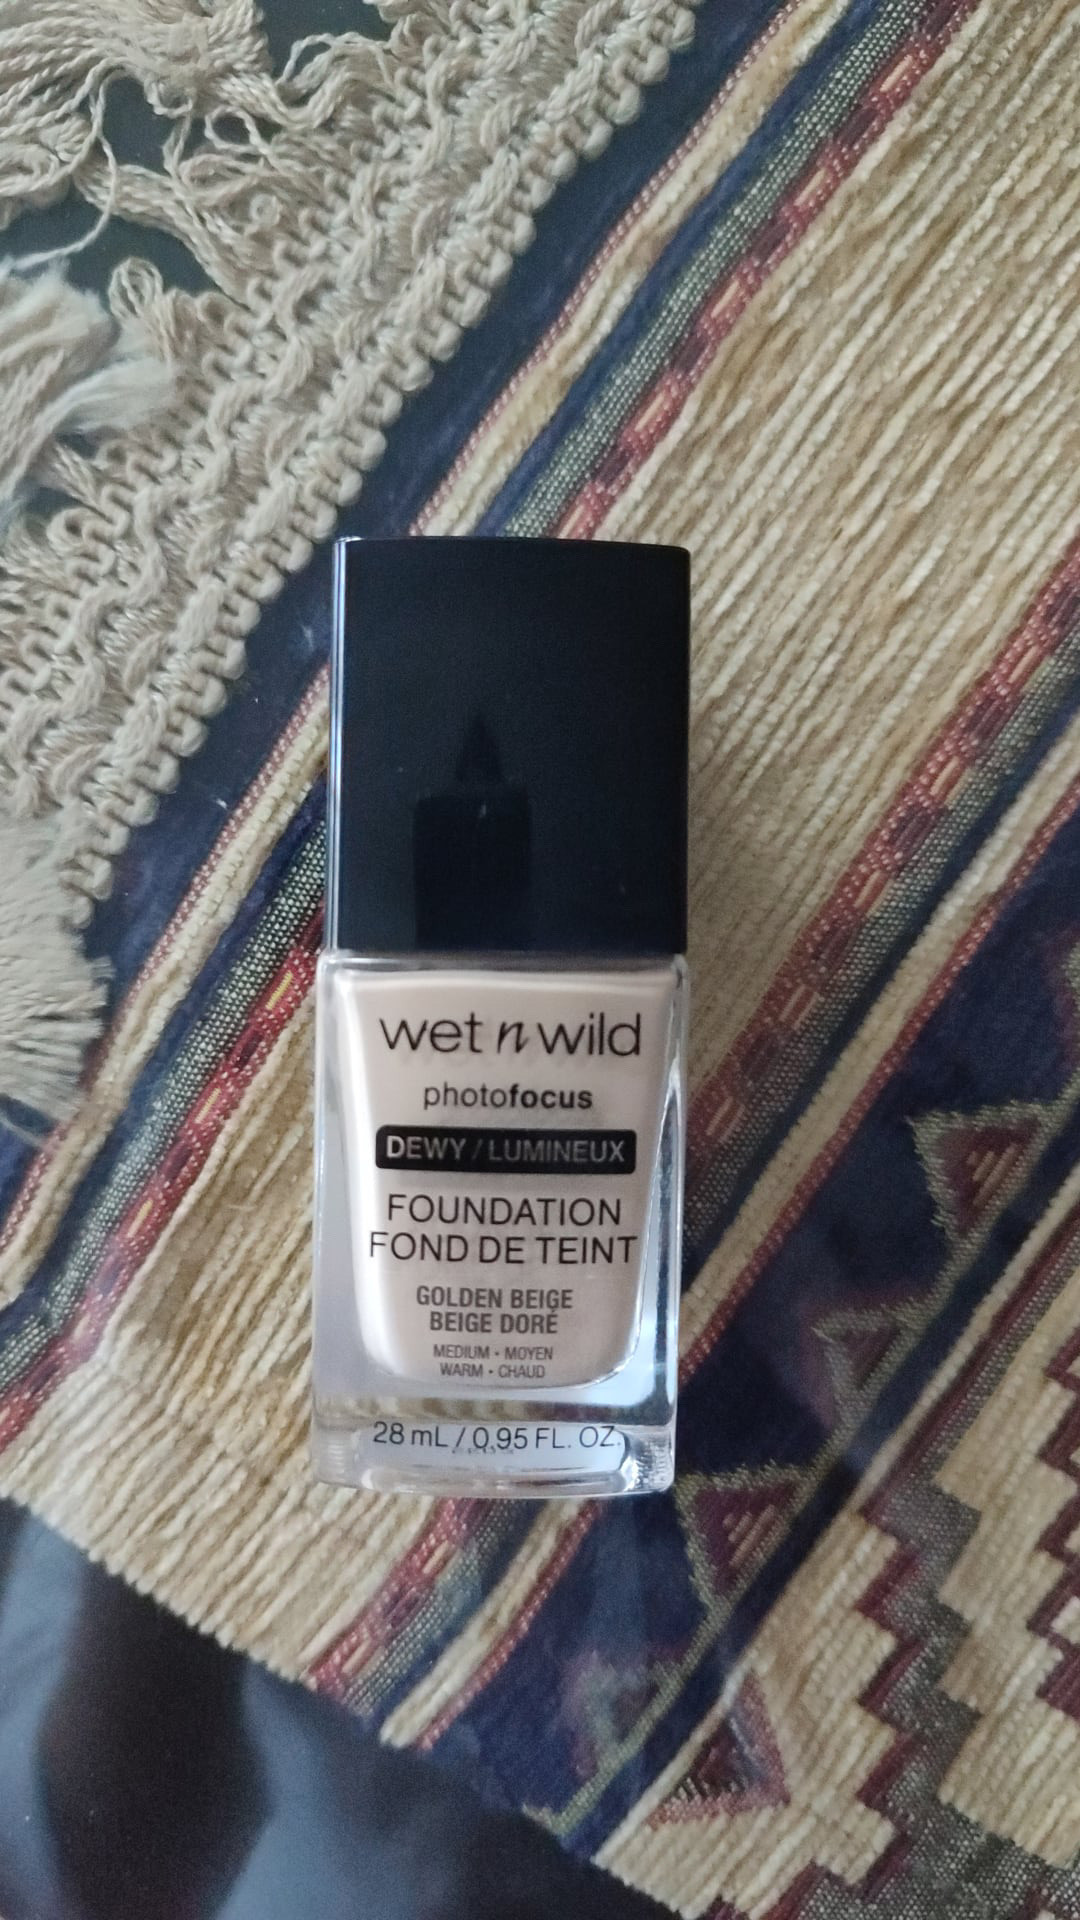 wet n wild
photofocus
DEWY / LUMINEUX
FOUNDATION
FOND DE TEINT
GOLDEN BEIGE
BEIGE DORÉ
MEDIUM • MOYEN
WARM • CHAUD
28 mL / 0.95 FL. OZ.